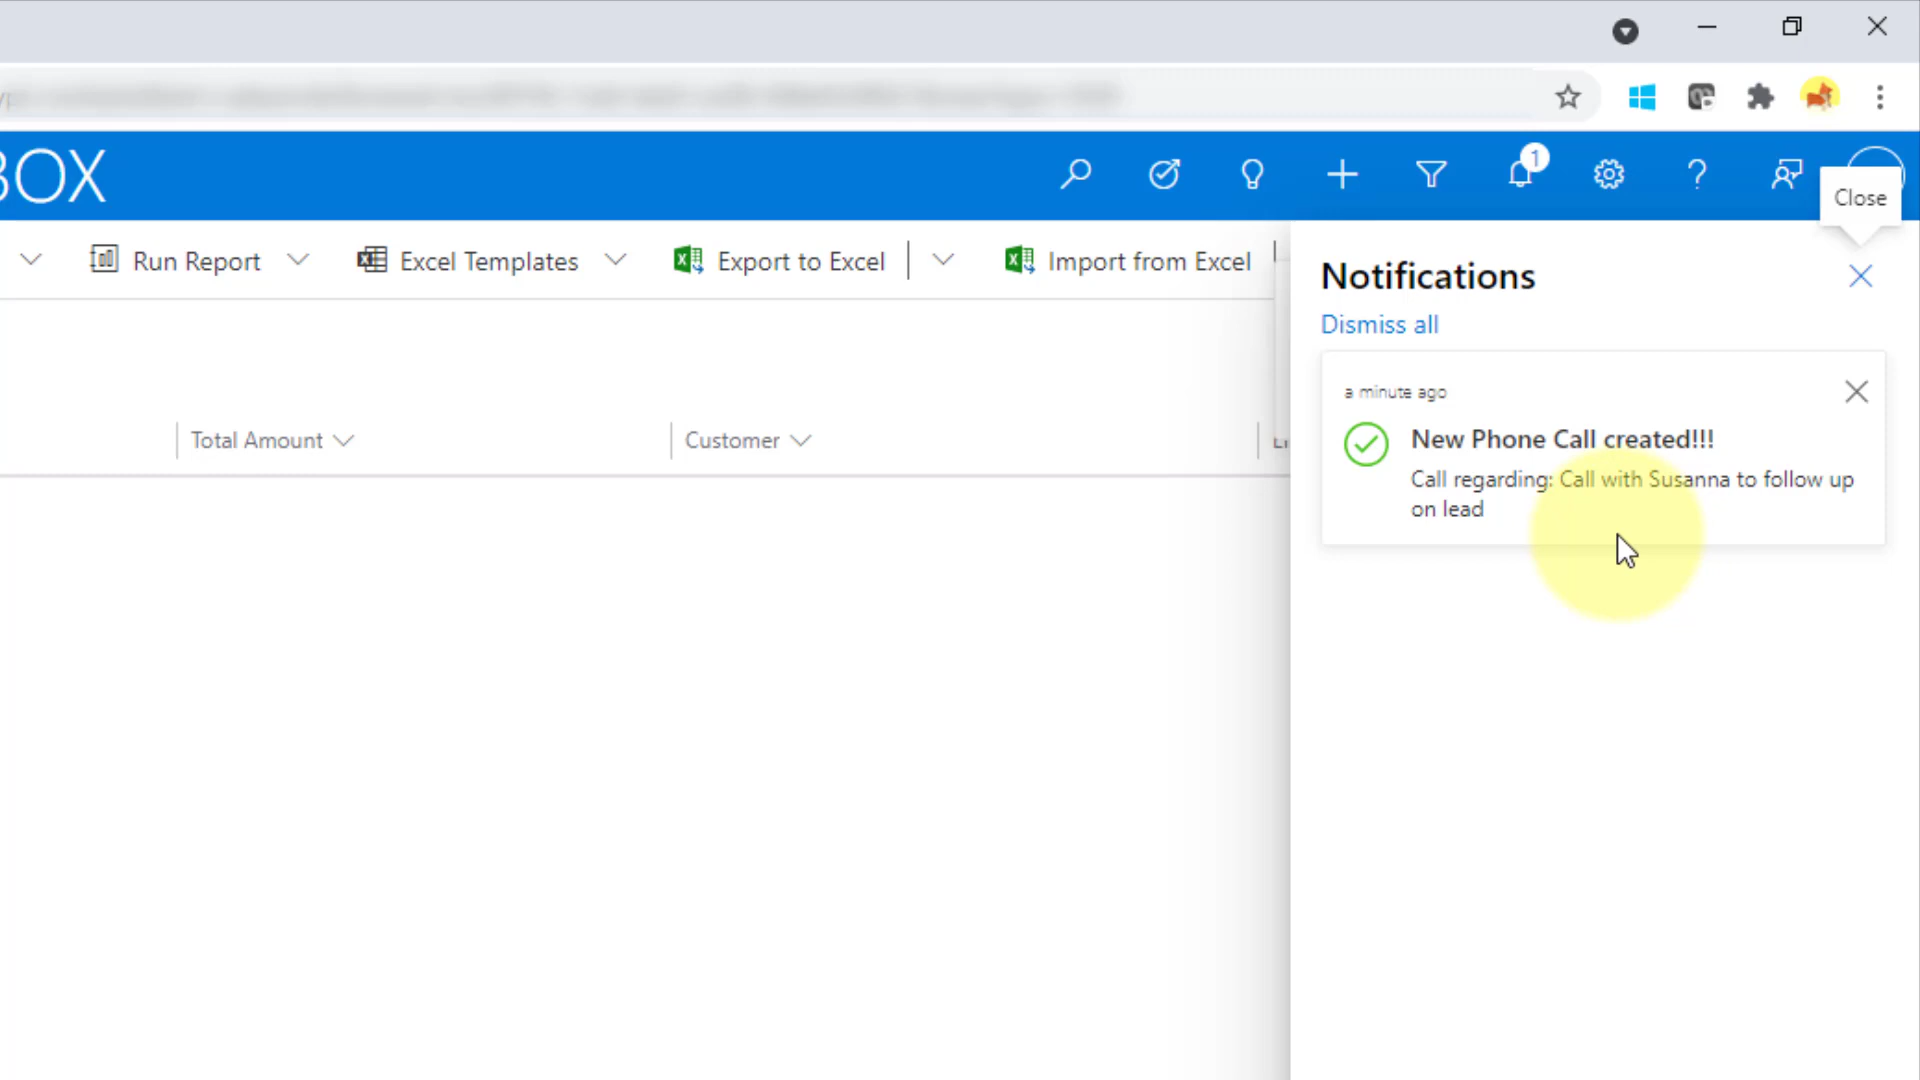 BOX
1
Close
Run Report
Excel Templates
Export to Excel
Import from Excel
Notifications
Dismiss all
a minute ago
New Phone Call created!!!
Call regarding: Call with Susanna to follow up
on lead
Total Amount
Customer